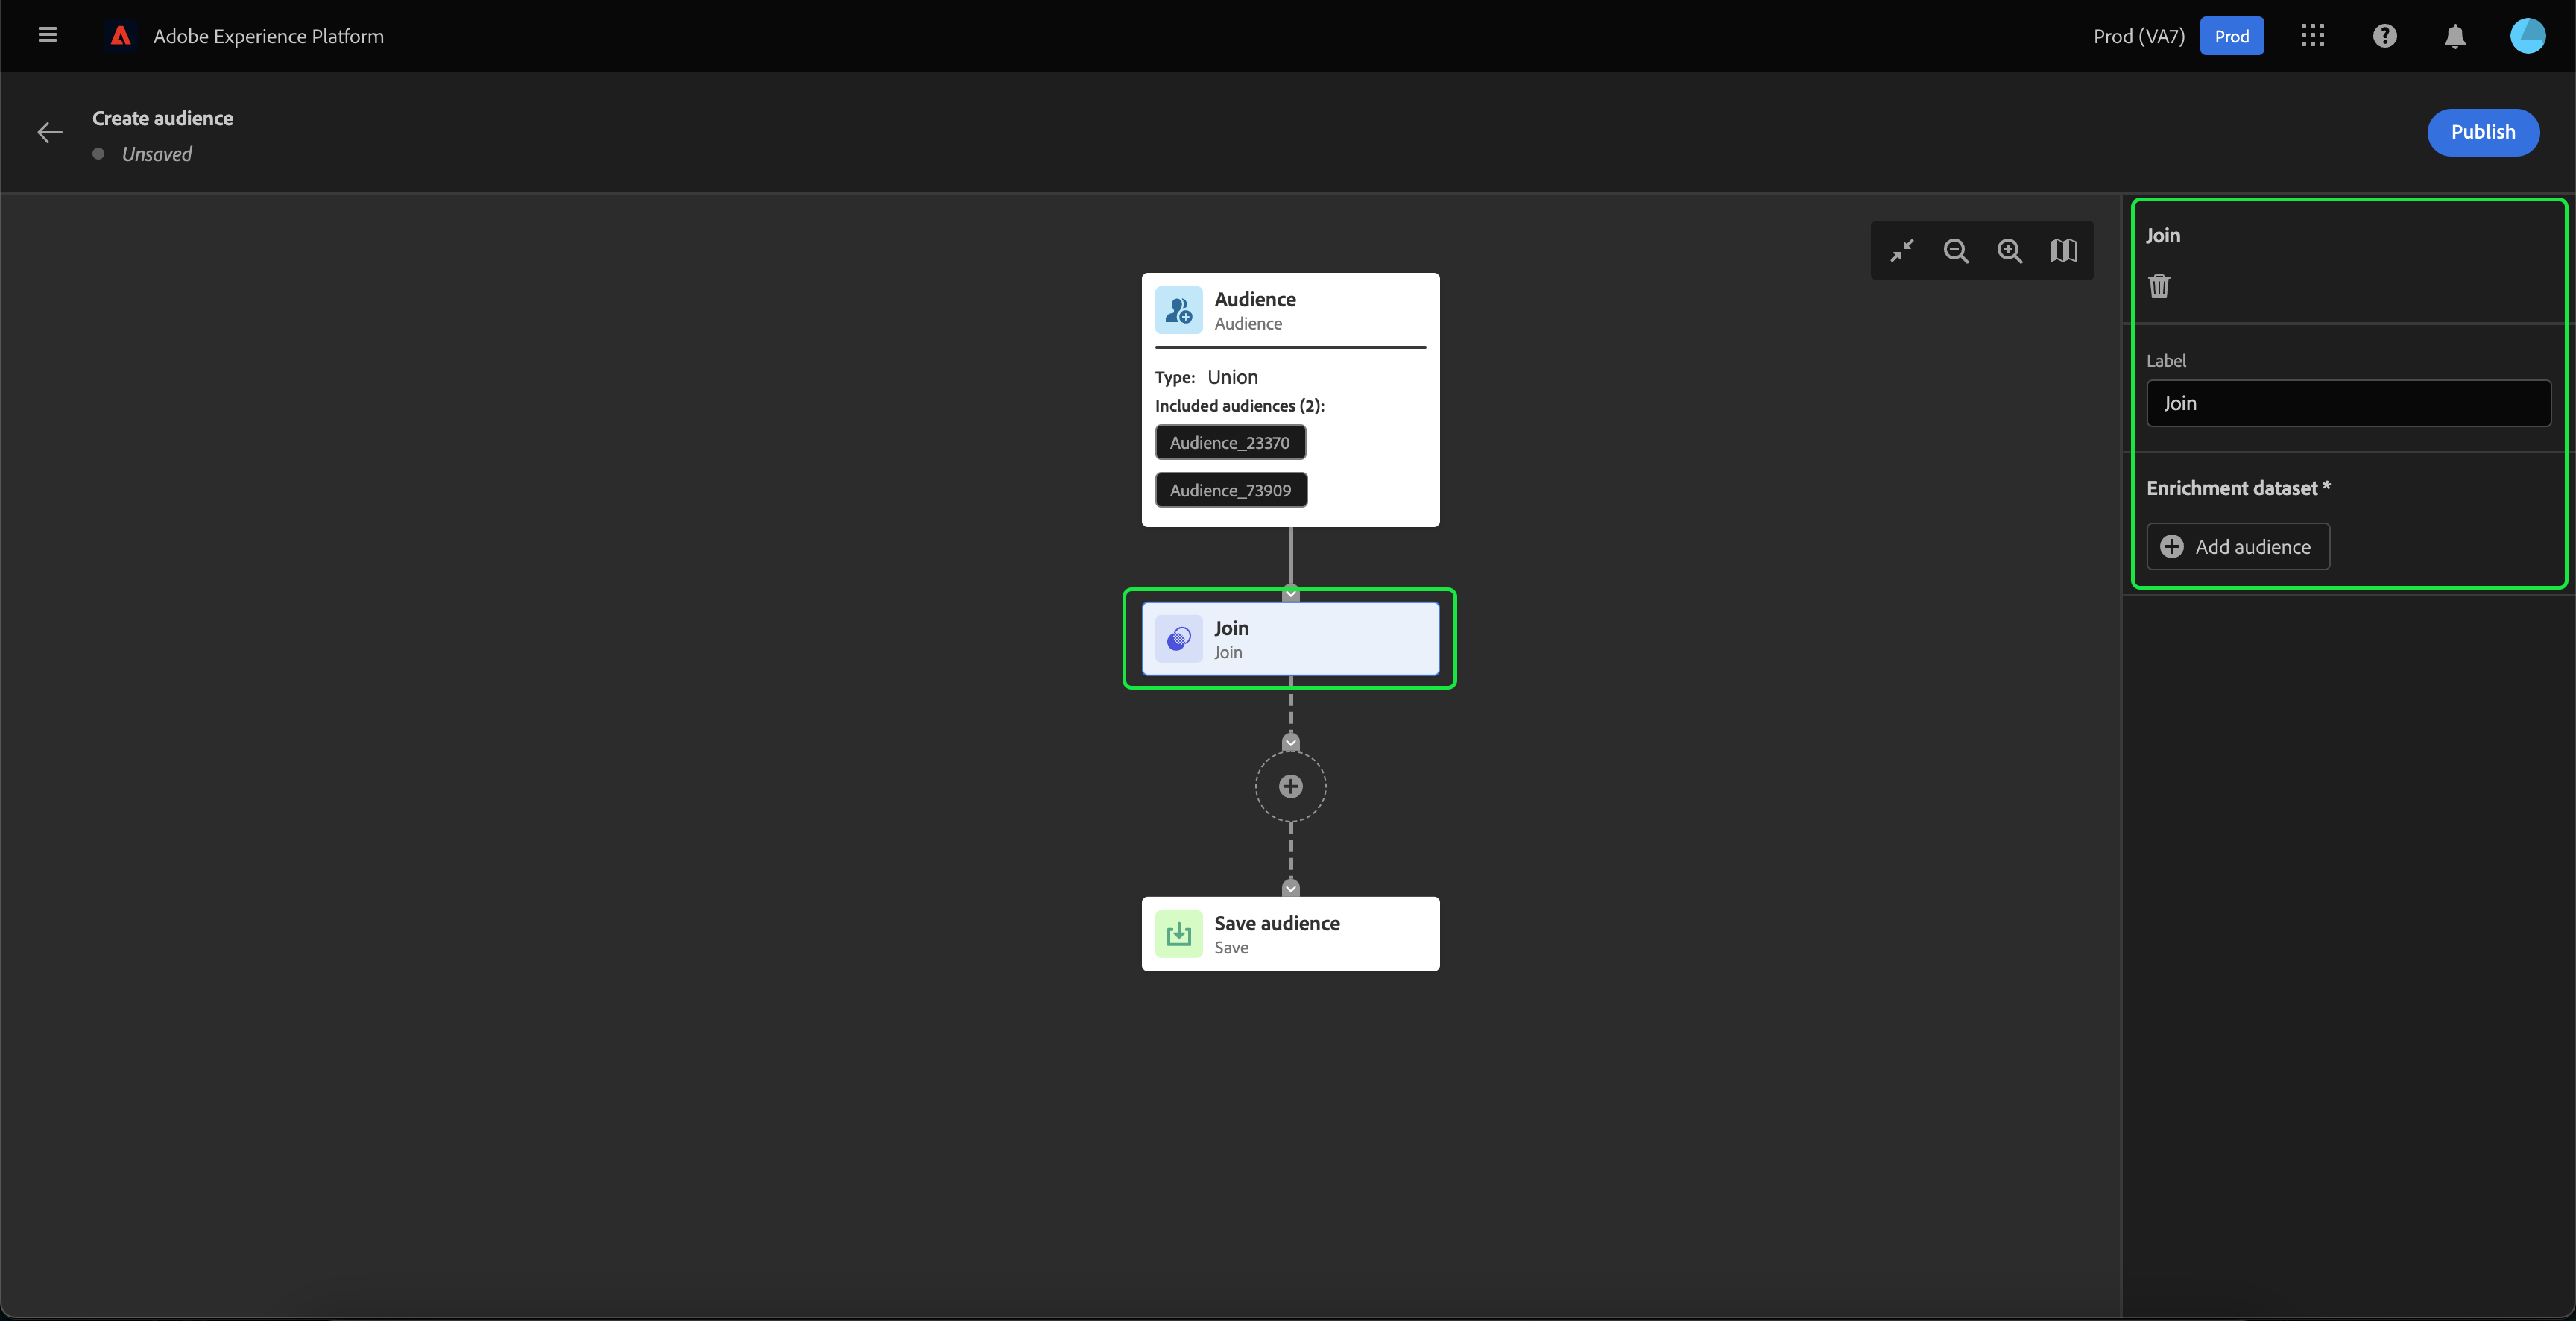 Adobe Experience Platform
Prod (VA7)
Prod
Create audience
Unsaved
Publish
Audience
Audience
Type: Union
Included audiences (2):
Audience_23370
Audience_73909
Join
Join
Save audience
Save
Join
Label
Join
Enrichment dataset *
Add audience